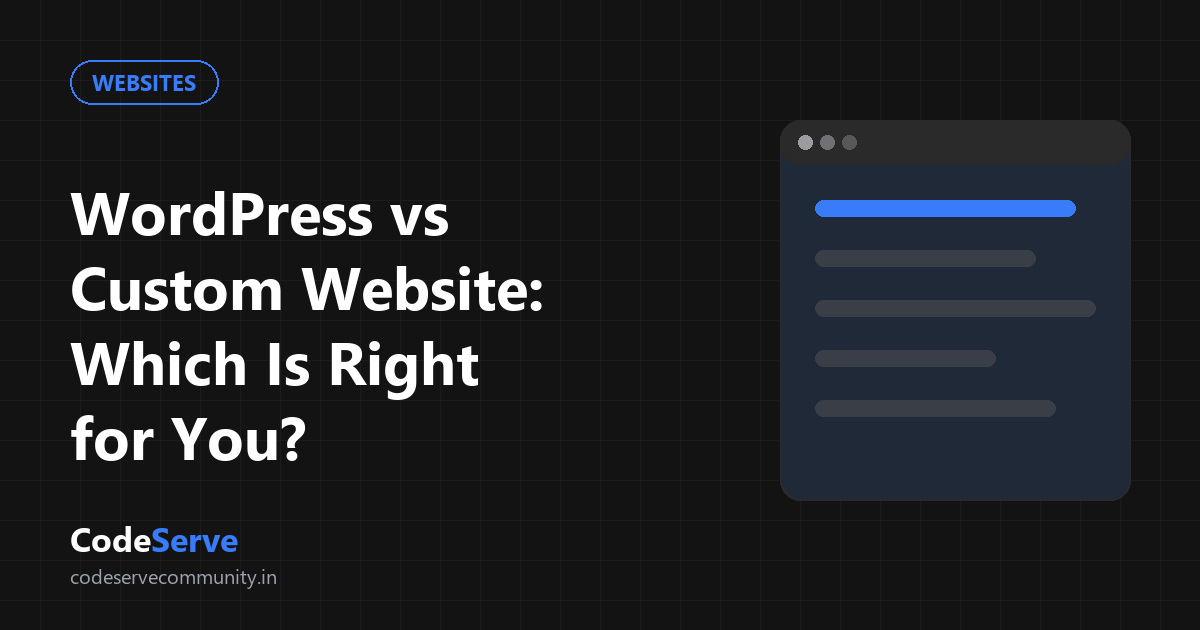 WEBSITES
WordPress vs
Custom Website:
Which Is Right
for You?
CodeServe
codeservecommunity.in